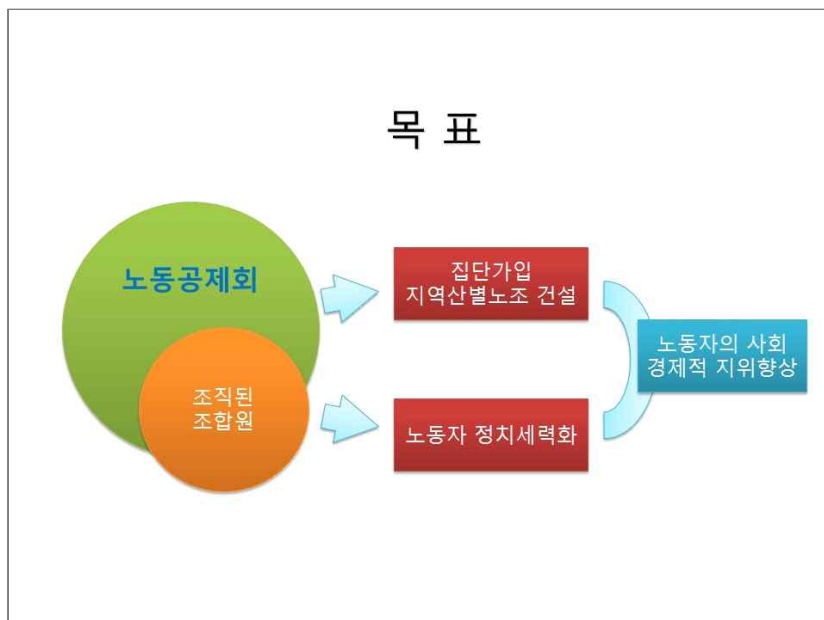 목 표
노동공제회
조직된
조합원
집단가입
지역산별노조 건설
노동자 정치세력화
노동자의 사회
경제적 지위향상